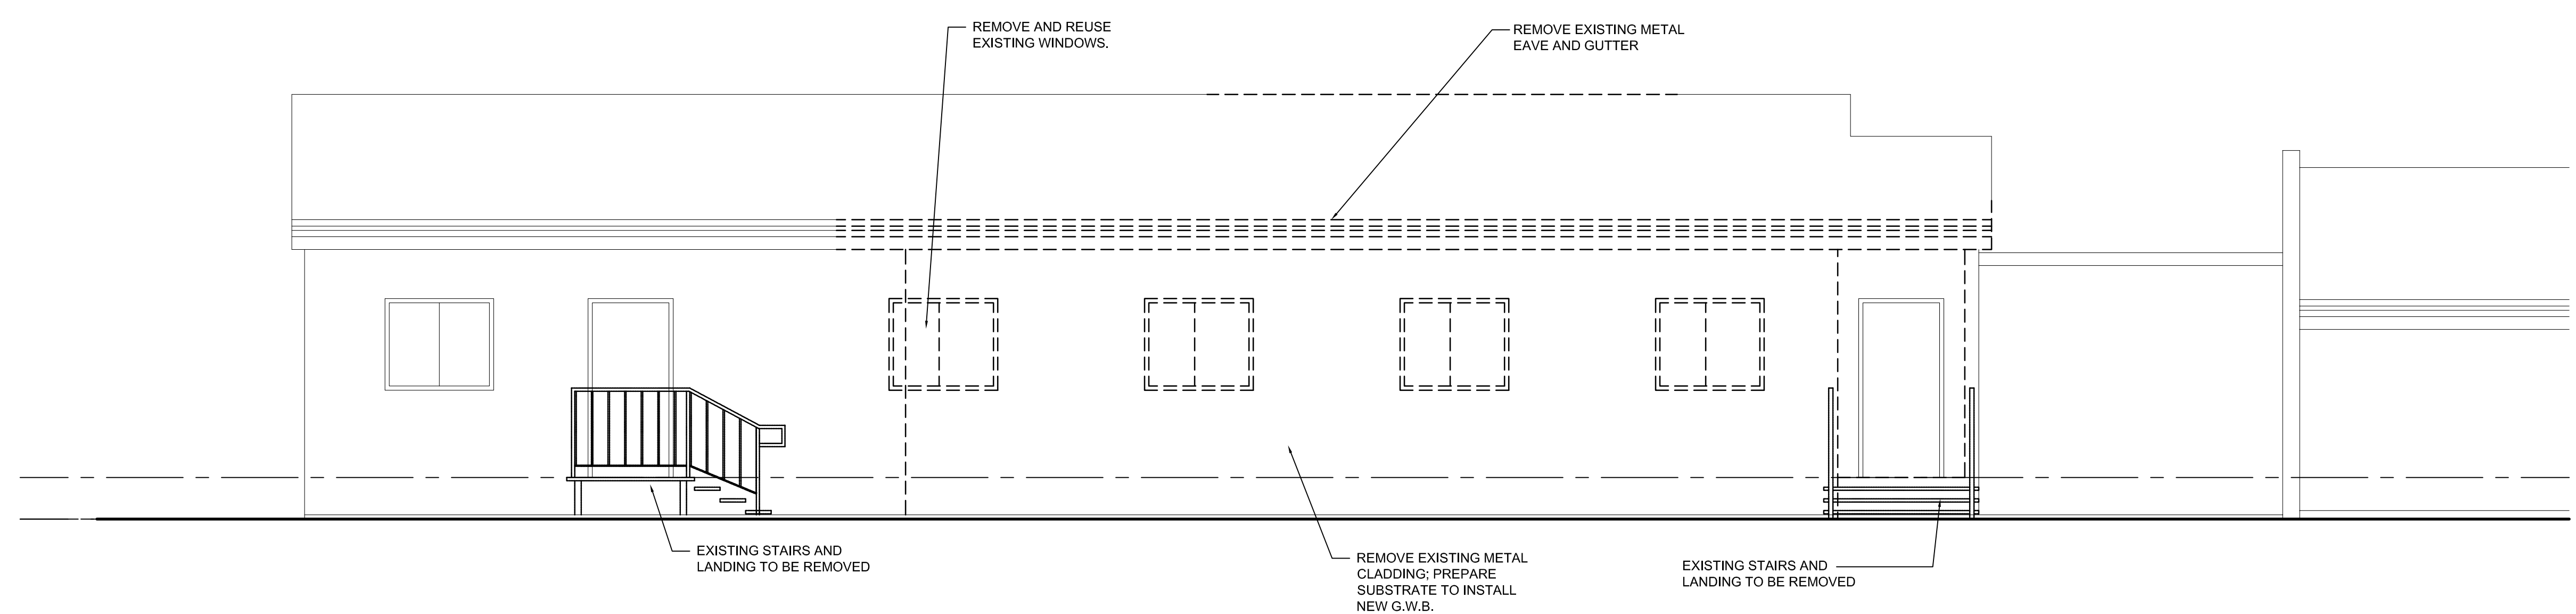 REMOVE AND REUSE
EXISTING WINDOWS.
REMOVE EXISTING METAL
EAVE AND GUTTER
EXISTING STAIRS AND
LANDING TO BE REMOVED
REMOVE EXISTING METAL
CLADDING; PREPARE
SUBSTRATE TO INSTALL
NEW G.W.B.
EXISTING STAIRS AND
LANDING TO BE REMOVED